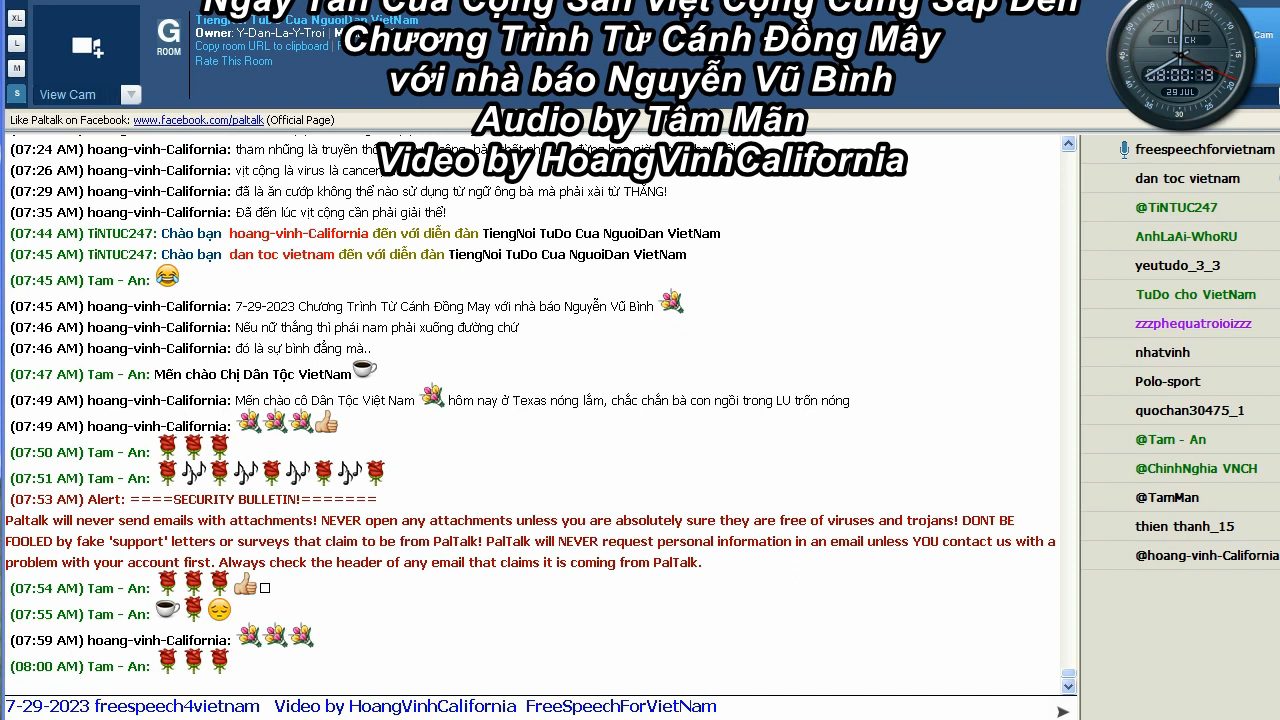 XL
L
M
S
View Cam
G
ROOM
TiengNoi TuDo Cua NguoiDan VietNam
Owner: Y-Dan-La-Y-Troi | M
Copy room URL to clipboard |
Rate This Room
Ngày Tàn Của Cộng Sản Việt Cộng Cũng Sắp Đến
Chương Trình Từ Cánh Đồng Mây
với nhà báo Nguyễn Vũ Bình
Audio by Tâm Mãn
Video by HoangVinhCalifornia
ZUNE
CLOCK
08:00:19
29 JUL
Cam
Like Paltalk on Facebook: www.facebook.com/paltalk (Official Page)
(07:24 AM) hoang-vinh-California: tham nhũng là truyền
(07:26 AM) hoang-vinh-California: vịt cộng là virus là cancer
(07:29 AM) hoang-vinh-California: đã là ăn cướp không thể nào sử dụng từ ngữ ông bà mà phải xài từ THẰNG!
(07:35 AM) hoang-vinh-California: Đã đến lúc vịt cộng cần phải giải thể!
(07:44 AM) TiNTUC247: Chào bạn hoang-vinh-California đến với diễn đàn TiengNoi TuDo Cua NguoiDan VietNam
(07:45 AM) TiNTUC247: Chào bạn dan toc vietnam đến với diễn đàn TiengNoi TuDo Cua NguoiDan VietNam
(07:45 AM) Tam - An:
(07:45 AM) hoang-vinh-California: 7-29-2023 Chương Trình Từ Cánh Đồng May với nhà báo Nguyễn Vũ Bình
(07:46 AM) hoang-vinh-California: Nếu nữ thắng thì phái nam phải xuống đường chứ
(07:46 AM) hoang-vinh-California: đó là sự bình đẳng mà..
(07:47 AM) Tam - An: Mến chào Chị Dân Tộc VietNam
(07:49 AM) hoang-vinh-California: Mến chào cô Dân Tộc Việt Nam hôm nay ở Texas nóng lắm, chắc chắn bà con ngồi trong LU trốn nóng
(07:49 AM) hoang-vinh-California:
(07:50 AM) Tam - An:
(07:51 AM) Tam - An:
(07:53 AM) Alert: ====SECURITY BULLETIN!=======
Paltalk will never send emails with attachments! NEVER open any attachments unless you are absolutely sure they are free of viruses and trojans! DONT BE
FOOLED by fake 'support' letters or surveys that claim to be from PalTalk! PalTalk will NEVER request personal information in an email unless YOU contact us with a
problem with your account first. Always check the header of any email that claims it is coming from PalTalk.
(07:54 AM) Tam - An:
(07:55 AM) Tam - An:
(07:59 AM) hoang-vinh-California:
(08:00 AM) Tam - An:
7-29-2023 freespeech4vietnam Video by HoangVinhCalifornia FreeSpeechForVietNam
freespeechforvietnam
dan toc vietnam
@TiNTUC247
AnhLaAi-WhoRU
yeutudo_3_3
TuDo cho VietNam
zzzphequatroioizzz
nhatvinh
Polo-sport
quochan30475_1
@Tam - An
@ChinhNghia VNCH
@TamMan
thien thanh_15
@hoang-vinh-California